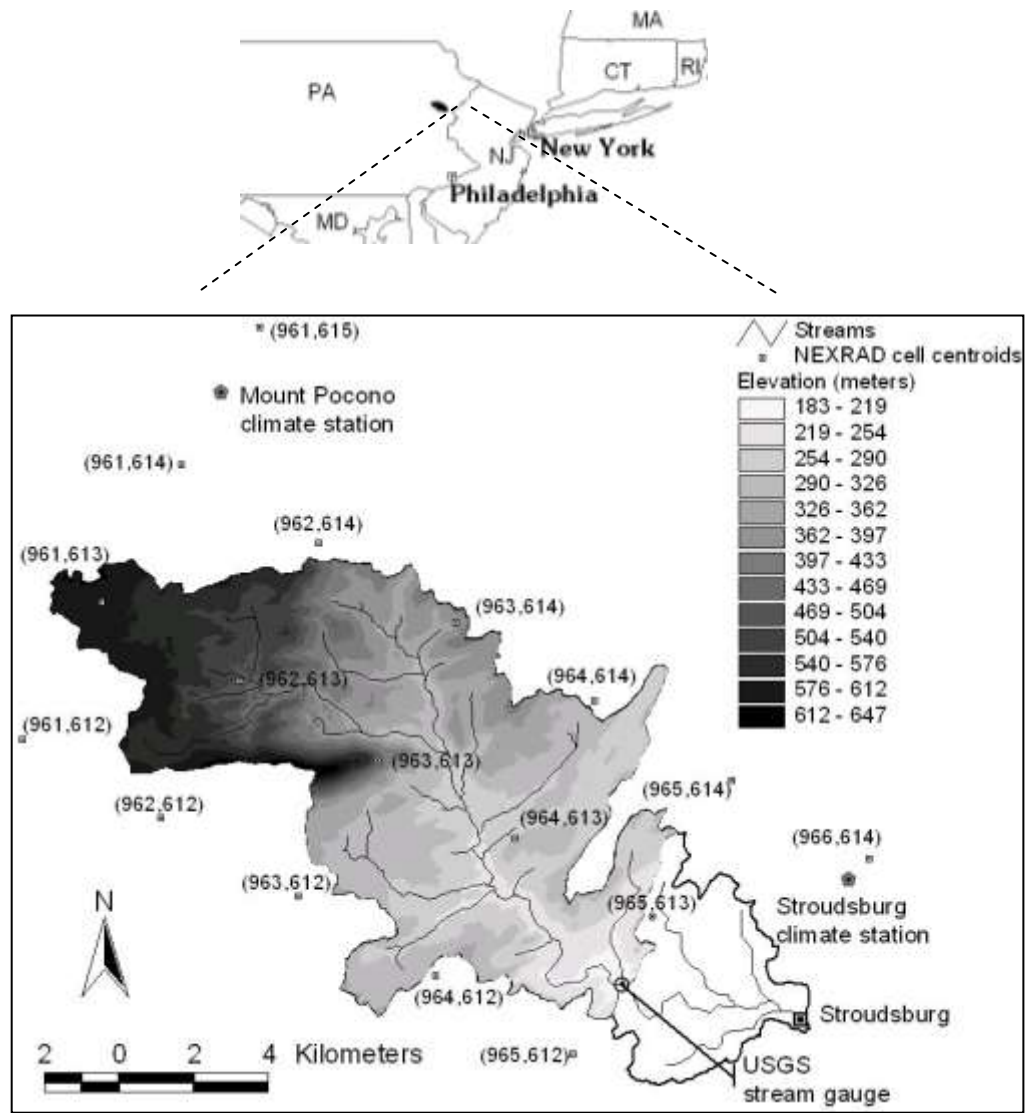 MA
CT
RI
PA
New York
NJ
Philadelphia
MD
(961,615)
Streams
NEXRAD cell centroids
Elevation (meters)
183 - 219
219 - 254
254 - 290
290 - 326
326 - 362
362 - 397
397 - 433
433 - 469
469 - 504
504 - 540
540 - 576
576 - 612
612 - 647
Mount Pocono
climate station
(961,614)
(962,614)
(961,613)
(963,614)
(962,613)
(964,614)
(961,612)
(963,613)
(965,614)
(962,612)
(964,613)
(966,614)
(963,612)
(965,613)
Stroudsburg
climate station
N
(964,612)
Stroudsburg
2 0 2 4 Kilometers
(965,612)
USGS
stream gauge